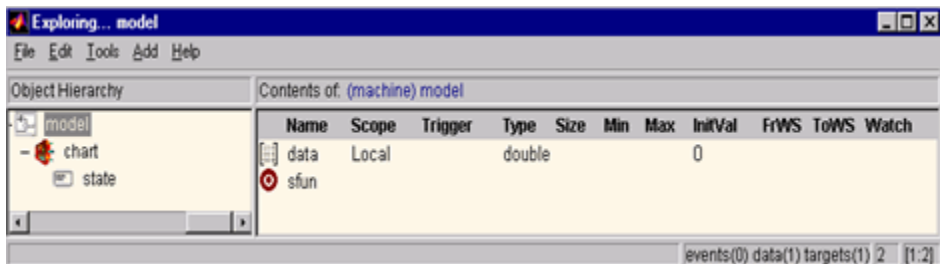 Exploring... model
File Edit Tools Add Help
Object Hierarchy
Contents of: (machine) model
model
chart
state
Name Scope Trigger Type Size Min Max InitVal FrWS ToWS Watch
data Local double 0
sfun
events(0) data(1) targets(1) 2 [1:2]